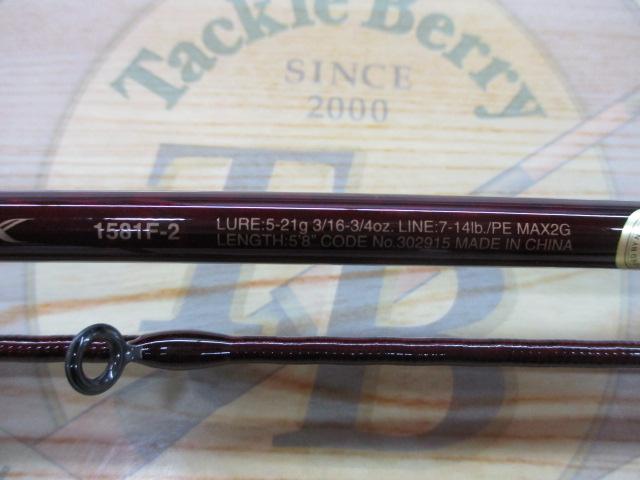 Tackle Berry
SINCE
2000
TB
1581F-2
LURE:5-21g 3/16-3/4oz. LINE:7-14lb./PE MAX2G
LENGTH:5'8" CODE No.302915 MADE IN CHINA